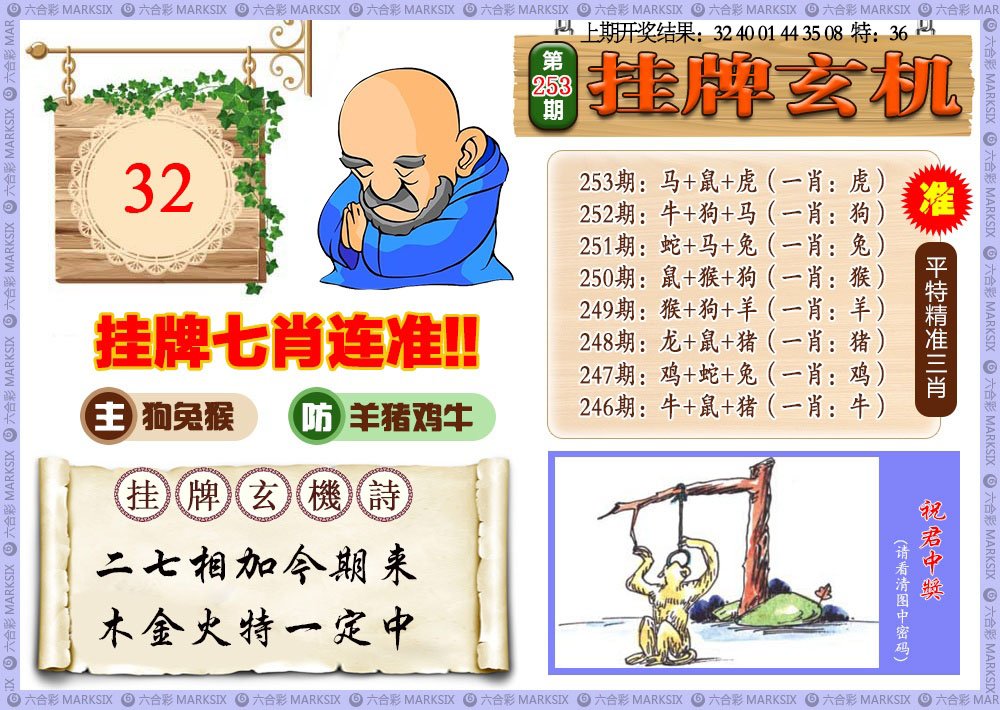 上期开奖结果：32 40 01 44 35 08 特：36
第253期
挂牌玄机
32
挂牌七肖连准!!
主 狗兔猴
防 羊猪鸡牛
挂牌玄機詩
二七相加今期来
木金火特一定中
253期：马+鼠+虎（一肖：虎）
252期：牛+狗+马（一肖：狗）
251期：蛇+马+兔（一肖：兔）
250期：鼠+猴+狗（一肖：猴）
249期：猴+狗+羊（一肖：羊）
248期：龙+鼠+猪（一肖：猪）
247期：鸡+蛇+兔（一肖：鸡）
246期：牛+鼠+猪（一肖：牛）
准
平特精准三肖
祝君中獎
（请看清图中密码）
六合彩 MARKSIX